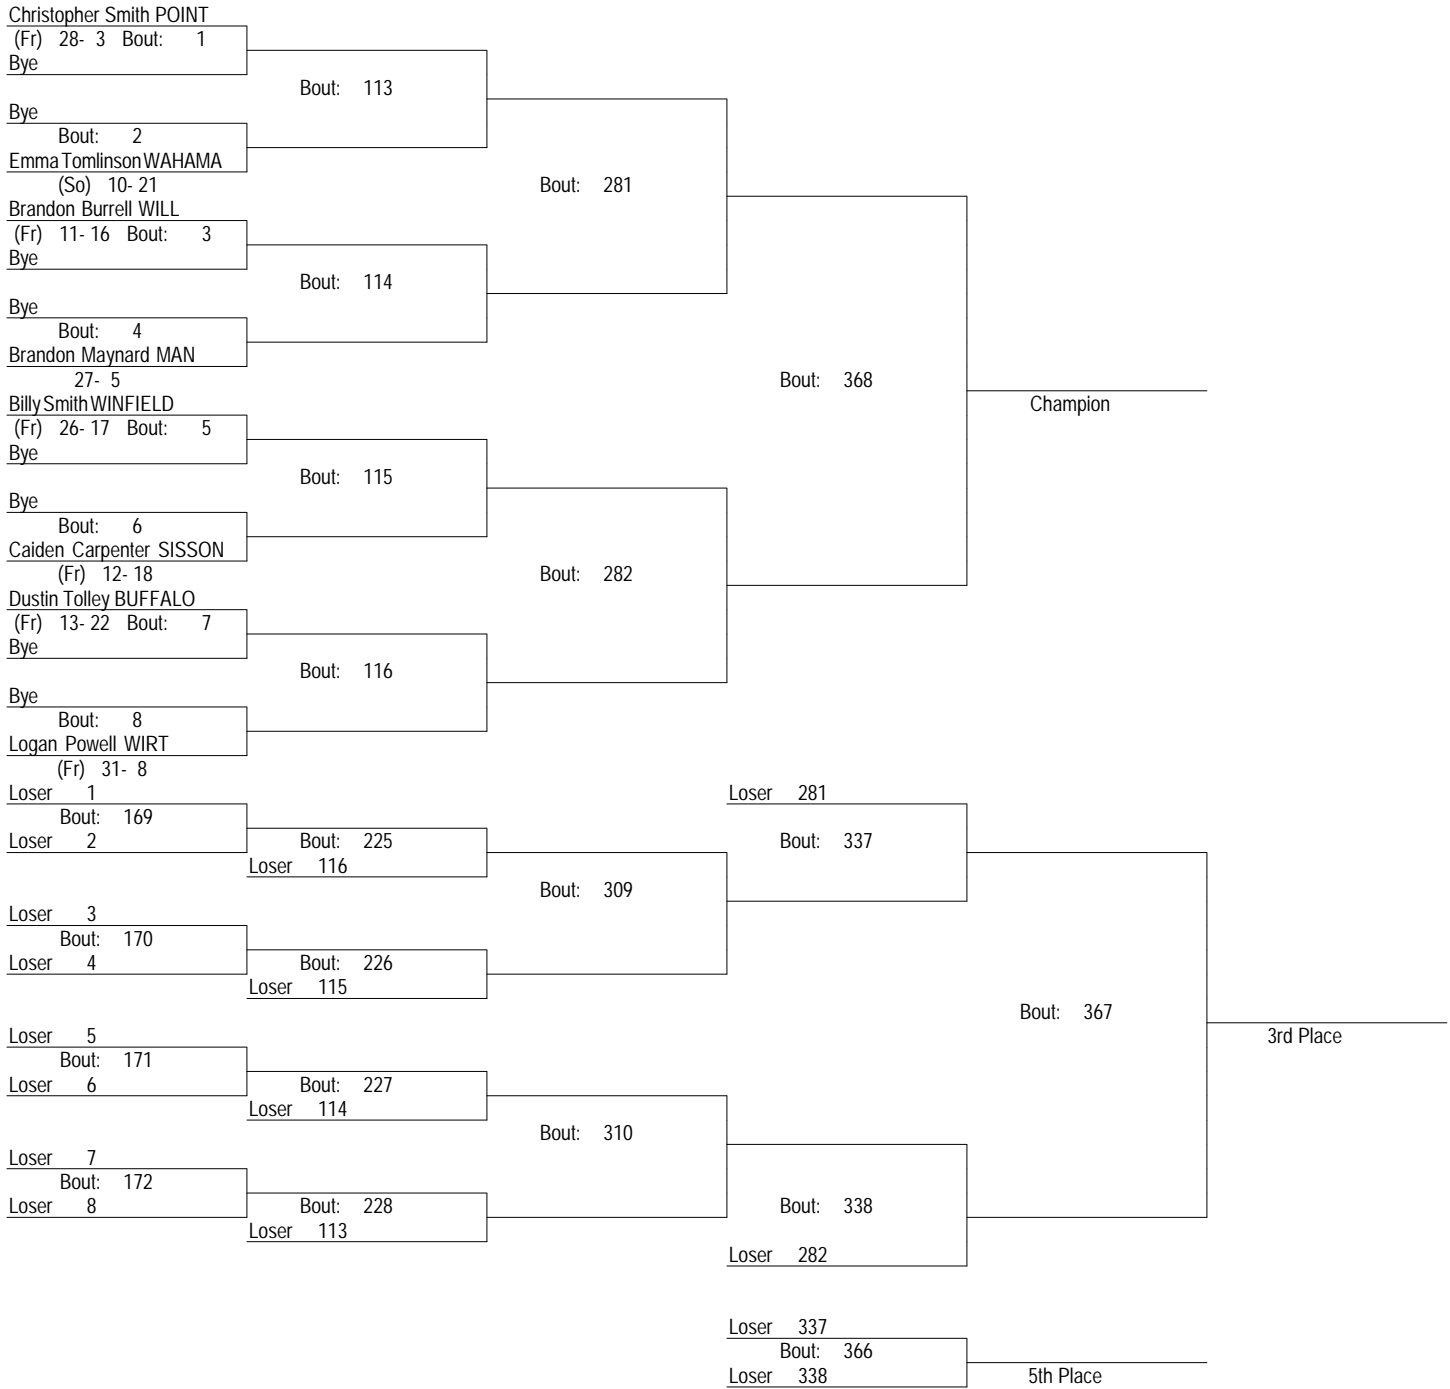 Christopher Smith POINT
(Fr) 28- 3 Bout: 1
Bye
Bout: 113
Bye
Bout: 2
Emma Tomlinson WAHAMA
(So) 10- 21
Bout: 281
Brandon Burrell WILL
(Fr) 11- 16 Bout: 3
Bye
Bout: 114
Bye
Bout: 4
Brandon Maynard MAN
27- 5
Bout: 368
Champion
Billy Smith WINFIELD
(Fr) 26- 17 Bout: 5
Bye
Bout: 115
Bye
Bout: 6
Caiden Carpenter SISSON
(Fr) 12- 18
Bout: 282
Dustin Tolley BUFFALO
(Fr) 13- 22 Bout: 7
Bye
Bout: 116
Bye
Bout: 8
Logan Powell WIRT
(Fr) 31- 8
Loser 1
Loser 281
Bout: 169
Loser 2
Bout: 225
Bout: 337
Loser 116
Bout: 309
Loser 3
Bout: 170
Loser 4
Bout: 226
Loser 115
Bout: 367
Loser 5
3rd Place
Bout: 171
Loser 6
Bout: 227
Loser 114
Bout: 310
Loser 7
Bout: 172
Loser 8
Bout: 228
Bout: 338
Loser 113
Loser 282
Loser 337
Bout: 366
Loser 338
5th Place